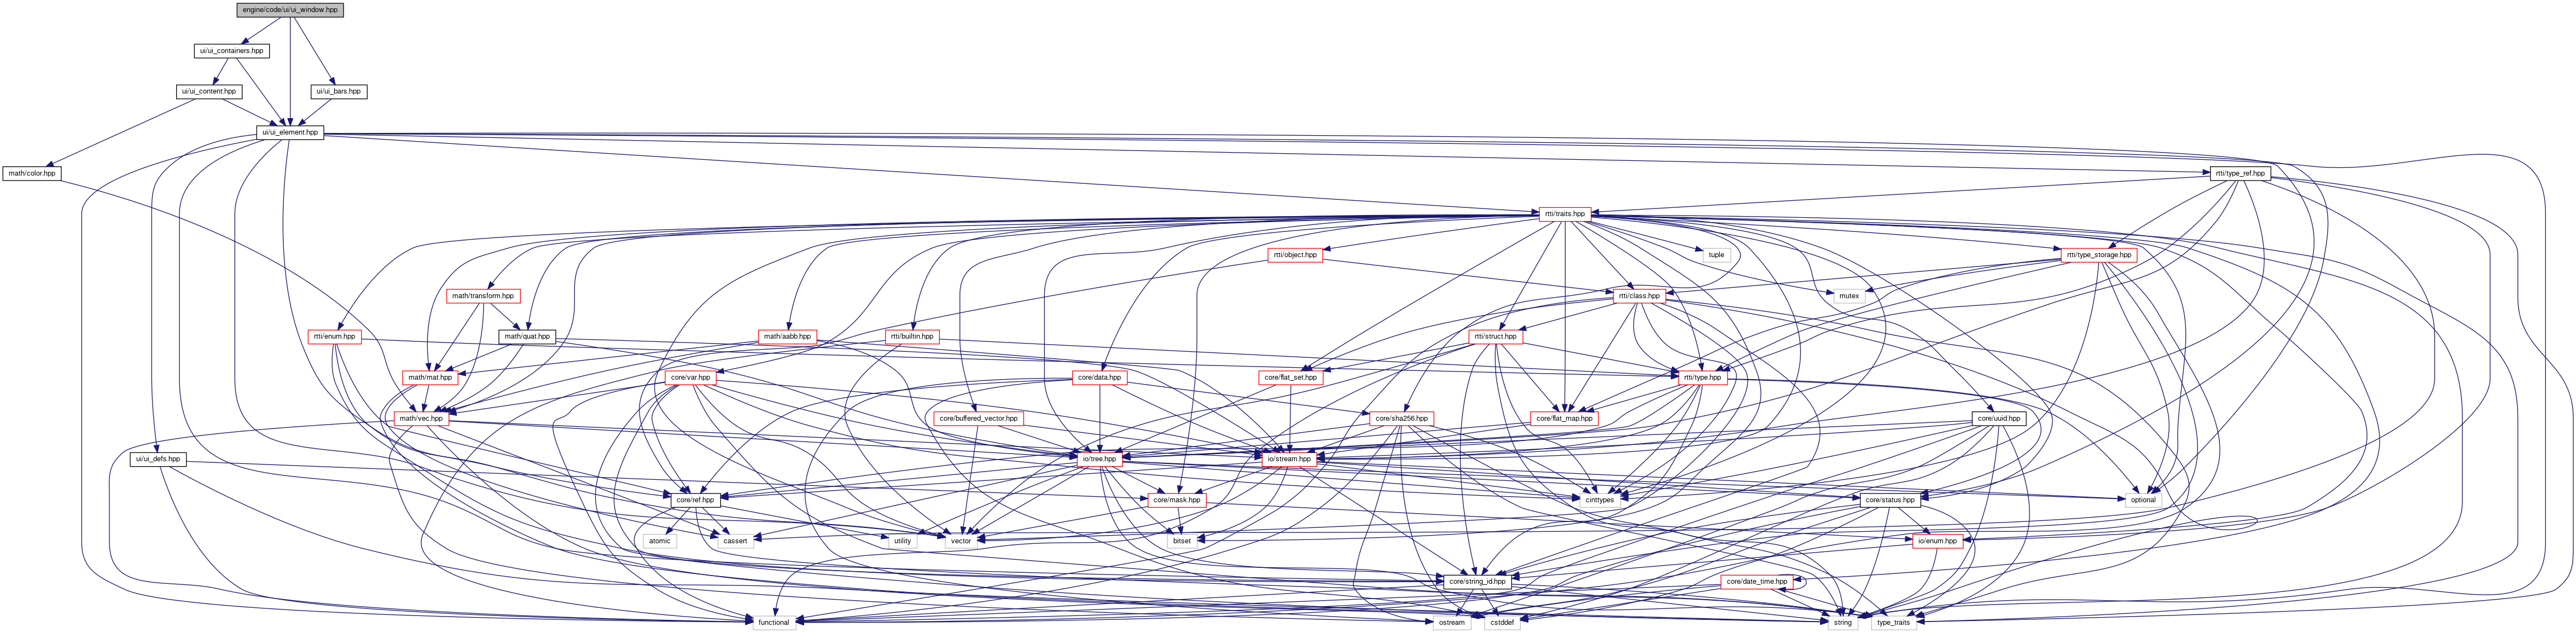 engine/code/ui/ui_window.hpp
ui/ui_containers.hpp
ui/ui_content.hpp
ui/ui_bars.hpp
ui/ui_element.hpp
math/color.hpp
rtti/type_ref.hpp
rtti/traits.hpp
rtti/object.hpp
tuple
rtti/type_storage.hpp
math/transform.hpp
rtti/class.hpp
mutex
rtti/enum.hpp
math/quat.hpp
math/aabb.hpp
rtti/builtin.hpp
rtti/struct.hpp
math/mat.hpp
core/var.hpp
core/data.hpp
core/flat_set.hpp
rtti/type.hpp
math/vec.hpp
core/buffered_vector.hpp
core/sha256.hpp
core/flat_map.hpp
core/uuid.hpp
ui/ui_defs.hpp
io/tree.hpp
io/stream.hpp
core/ref.hpp
core/mask.hpp
cinttypes
core/status.hpp
optional
atomic
cassert
utility
vector
bitset
io/enum.hpp
core/string_id.hpp
core/date_time.hpp
functional
ostream
cstddef
string
type_traits